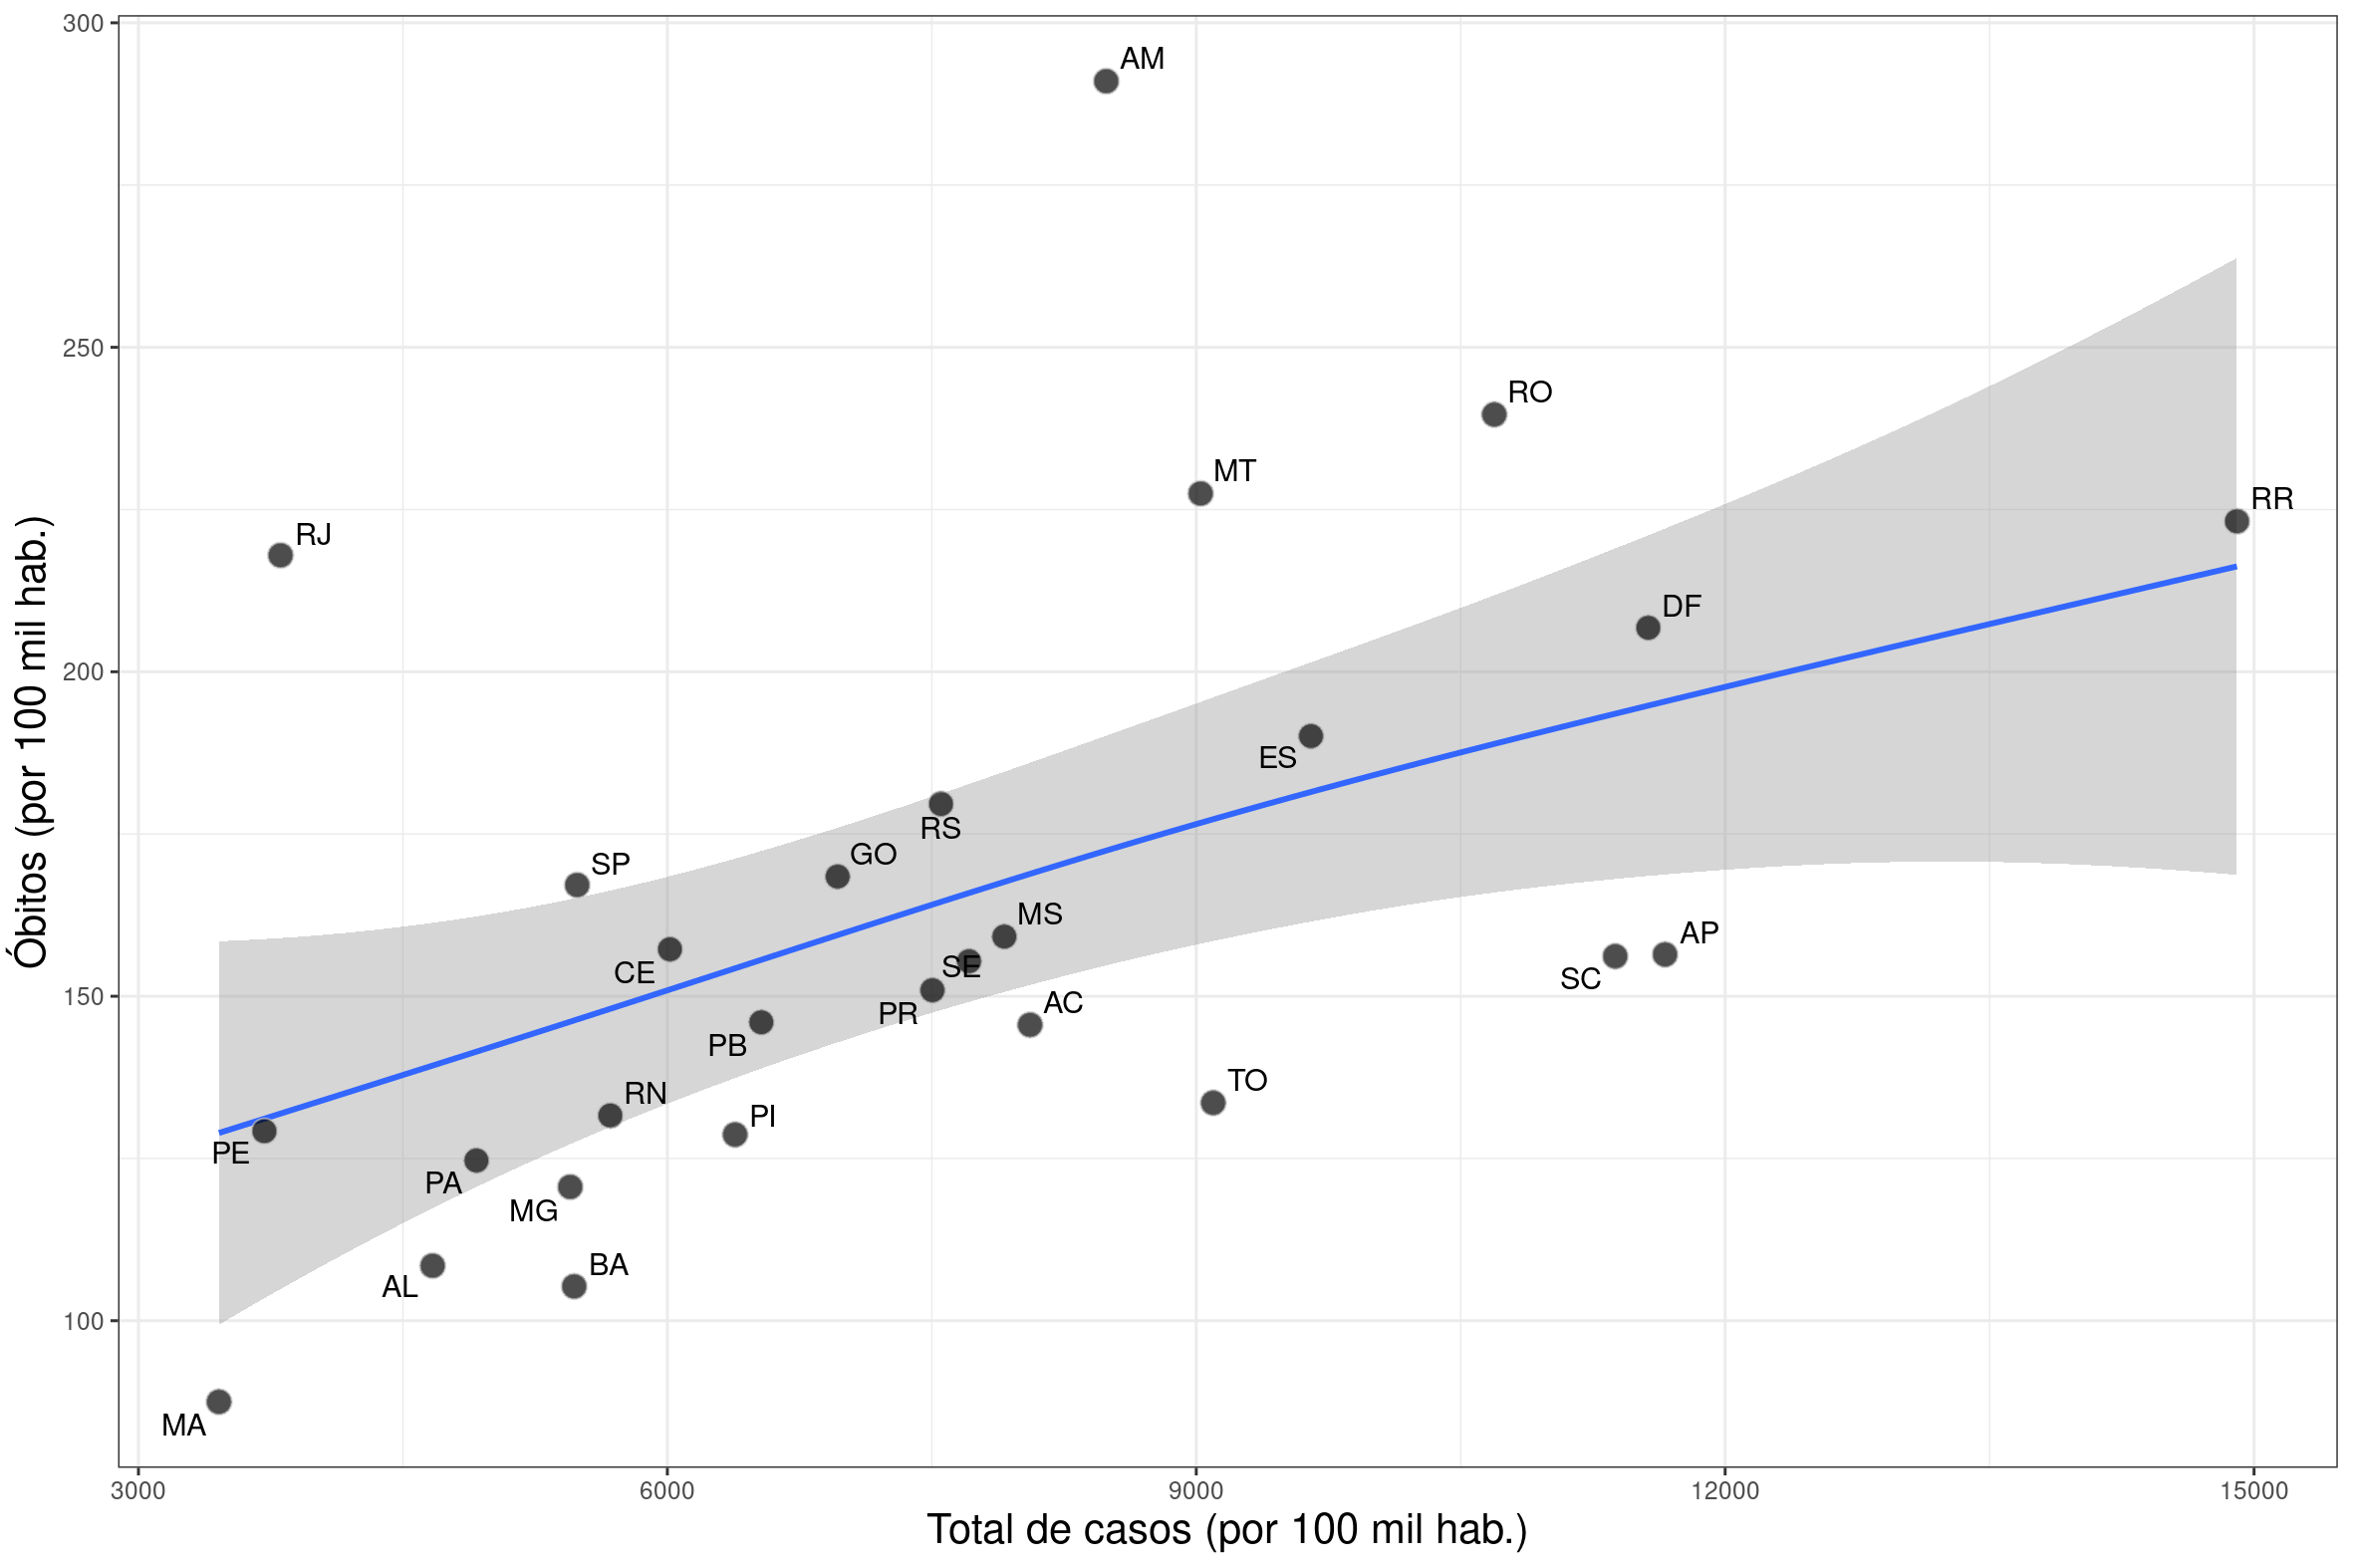 300
AM
RO
250
MT
RR
RJ
DF
200
ES
RS
SP
GO
MS
AP
CE
SE
SC
150
AC
PR
PB
TO
RN
PI
PE
PA
MG
BA
AL
100
MA
3000
6000
9000
12000
15000
Total de casos (por 100 mil hab.)
Óbitos (por 100 mil hab.)